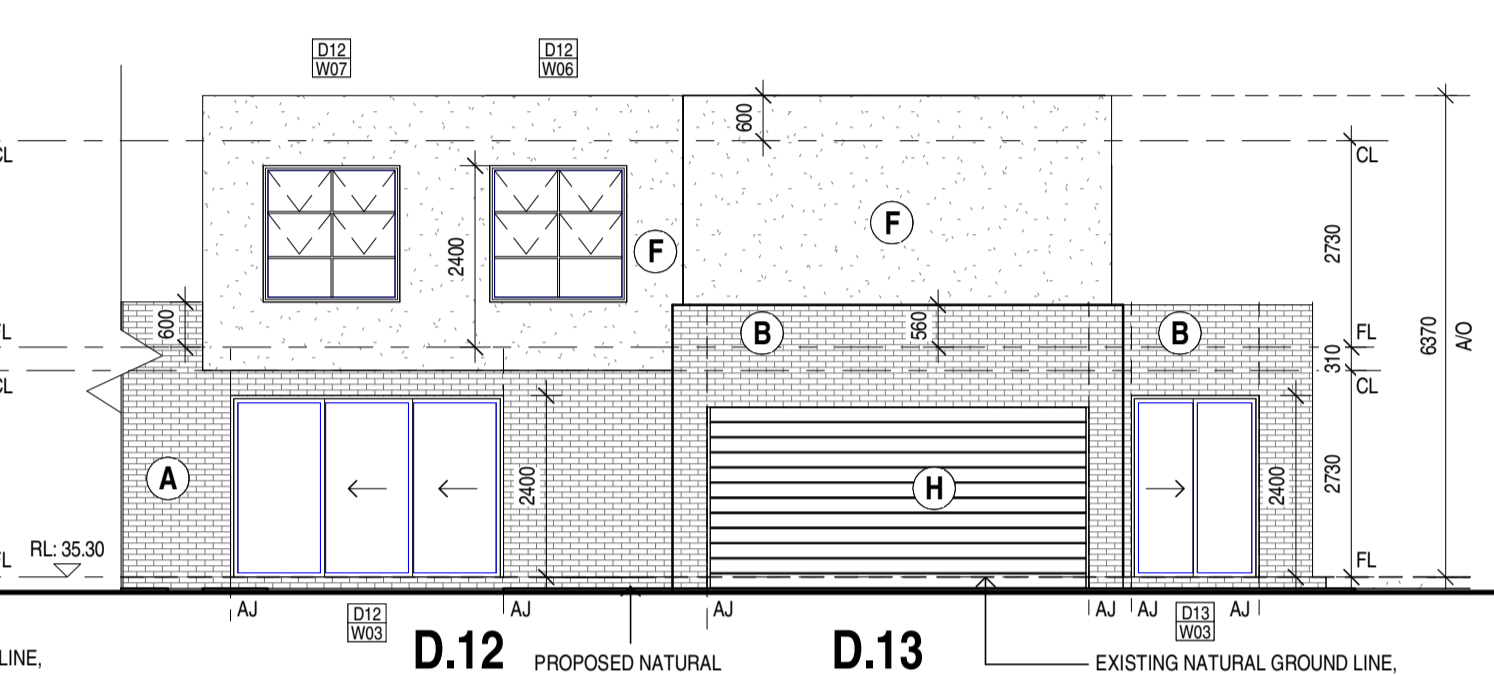 D12
W07
D12
W06
600
CL
CL
F
F
2400
2730
600
B
560
B
FL
FL
6370
A/O
310
CL
CL
A
2400
H
2400
2730
RL: 35.30
FL
FL
AJ
D12
W03
AJ
AJ
AJ
AJ
D13
W03
AJ
D.12
D.13
LINE,
PROPOSED NATURAL
EXISTING NATURAL GROUND LINE,